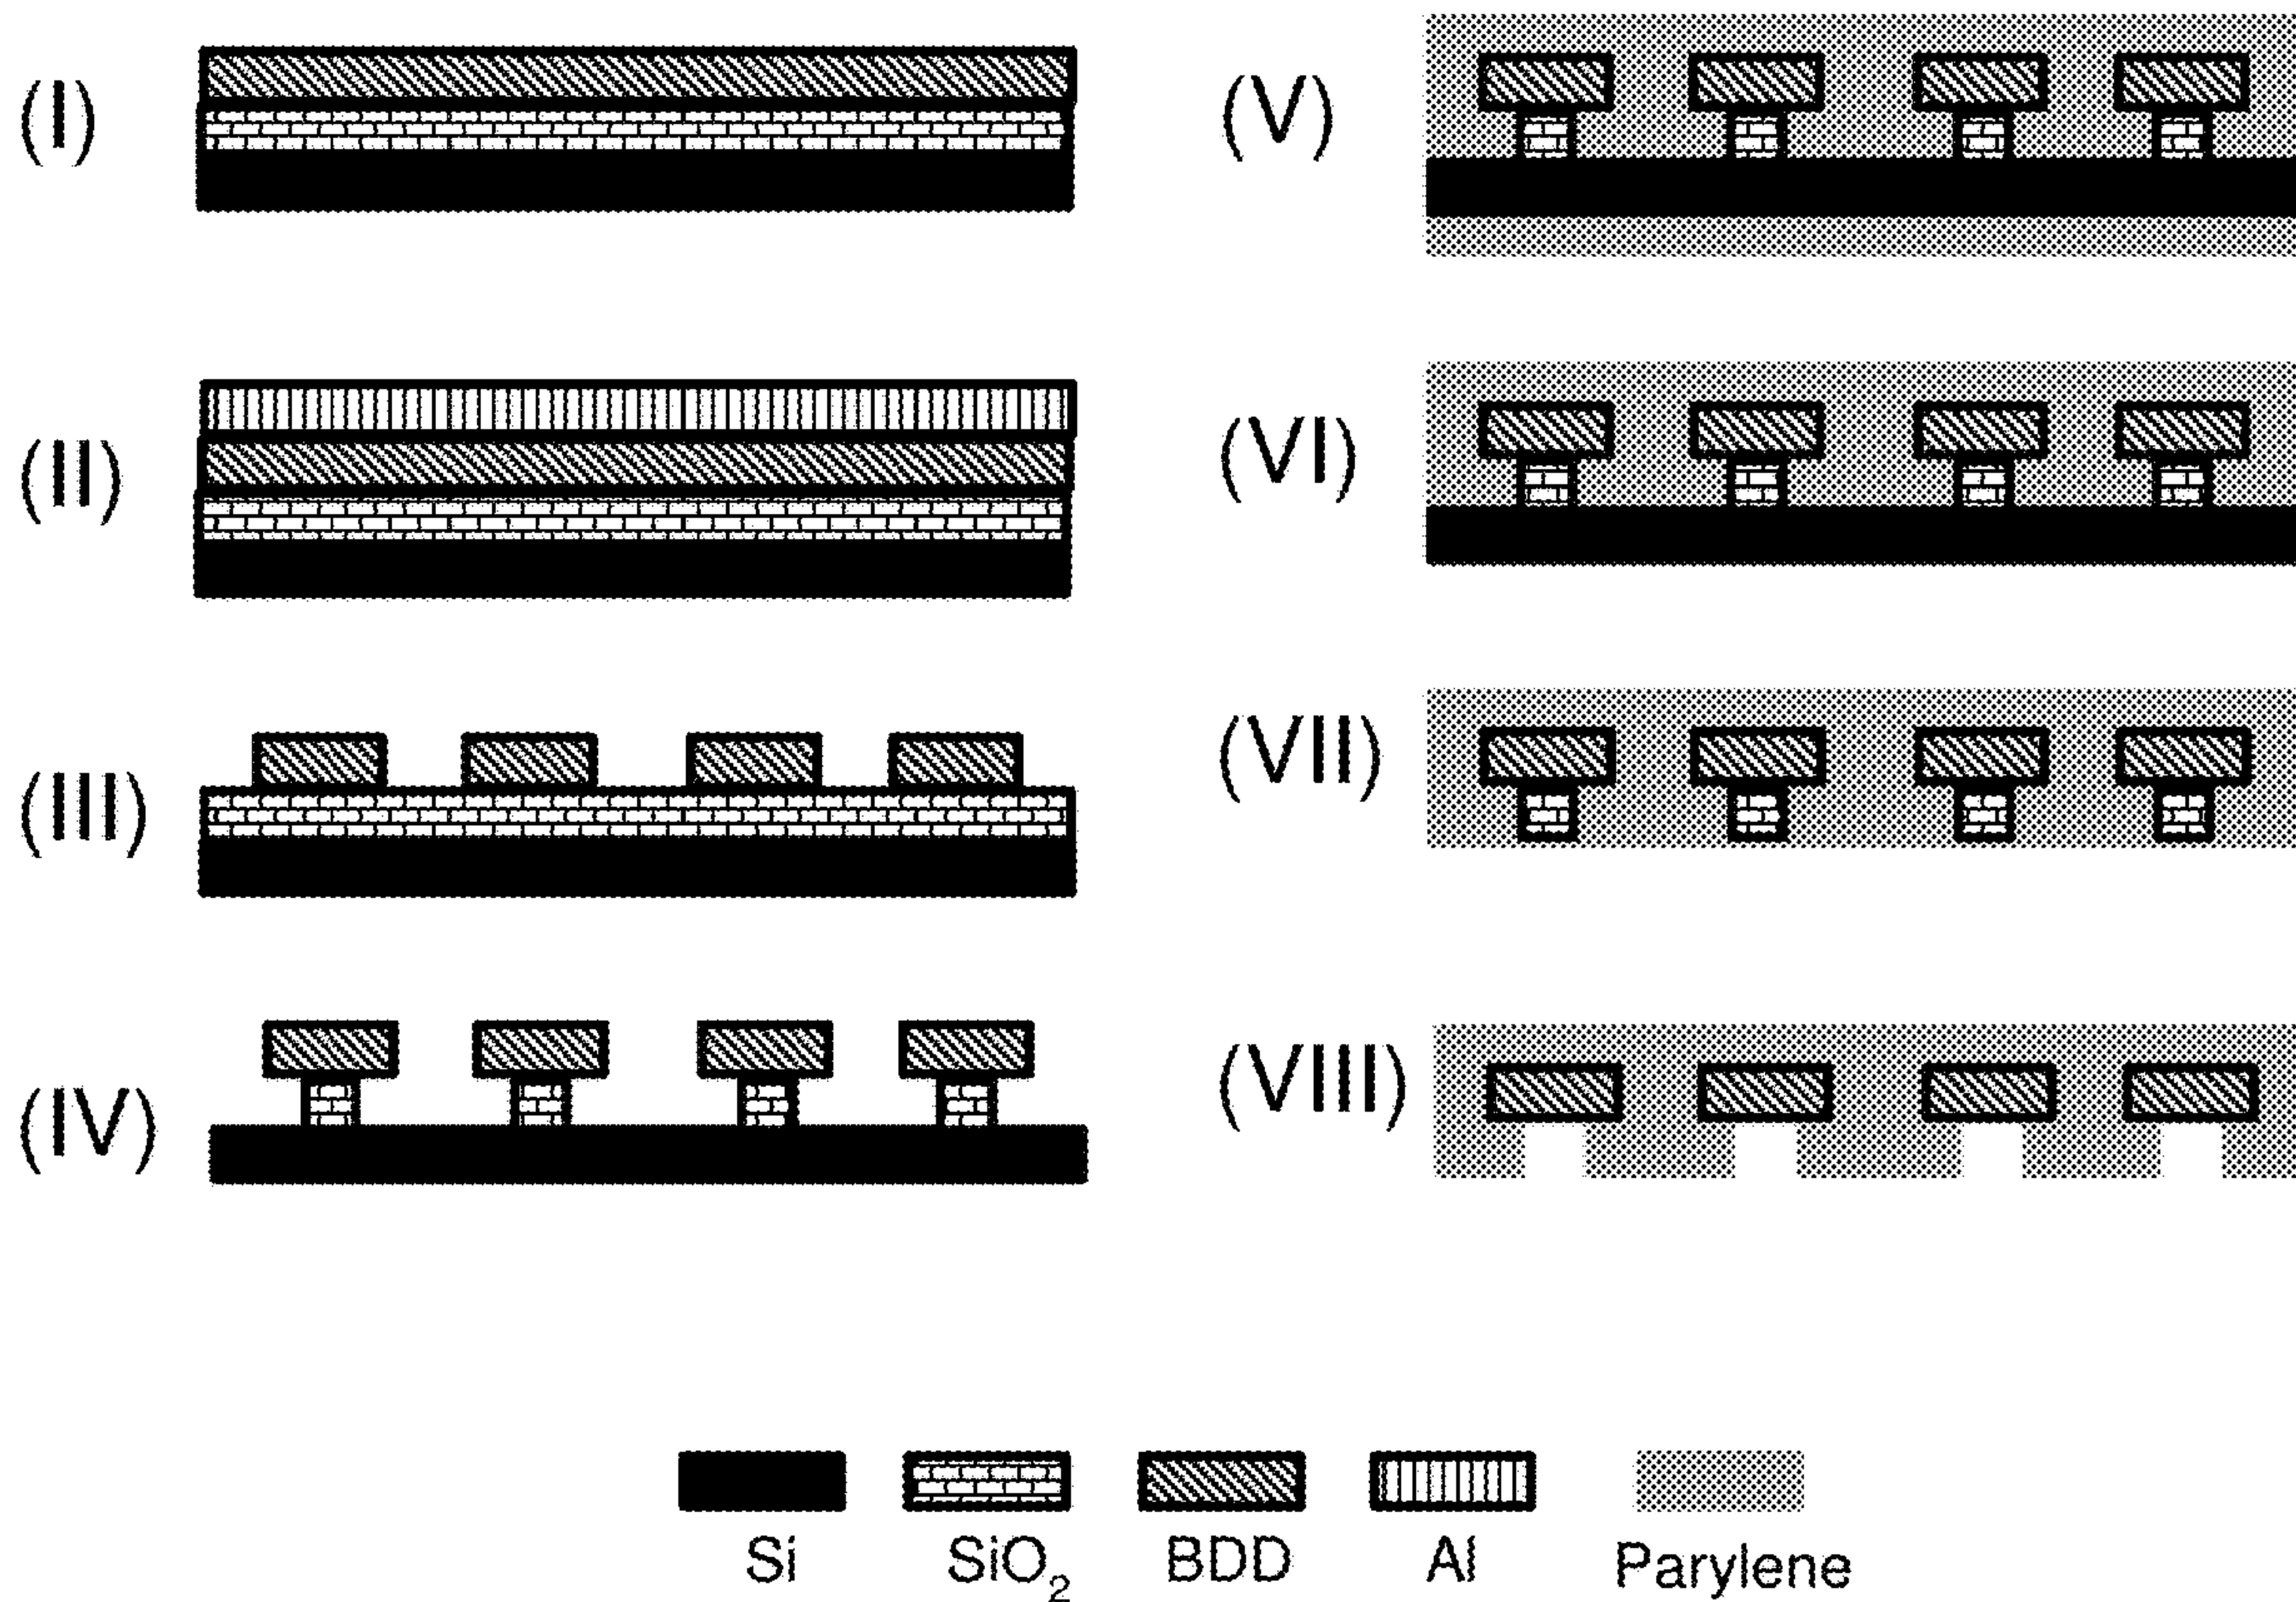 (I)
(II)
(III)
(IV)
(V)
(VI)
(VII)
(VIII)
Si
SiO₂
BDD
Al
Parylene